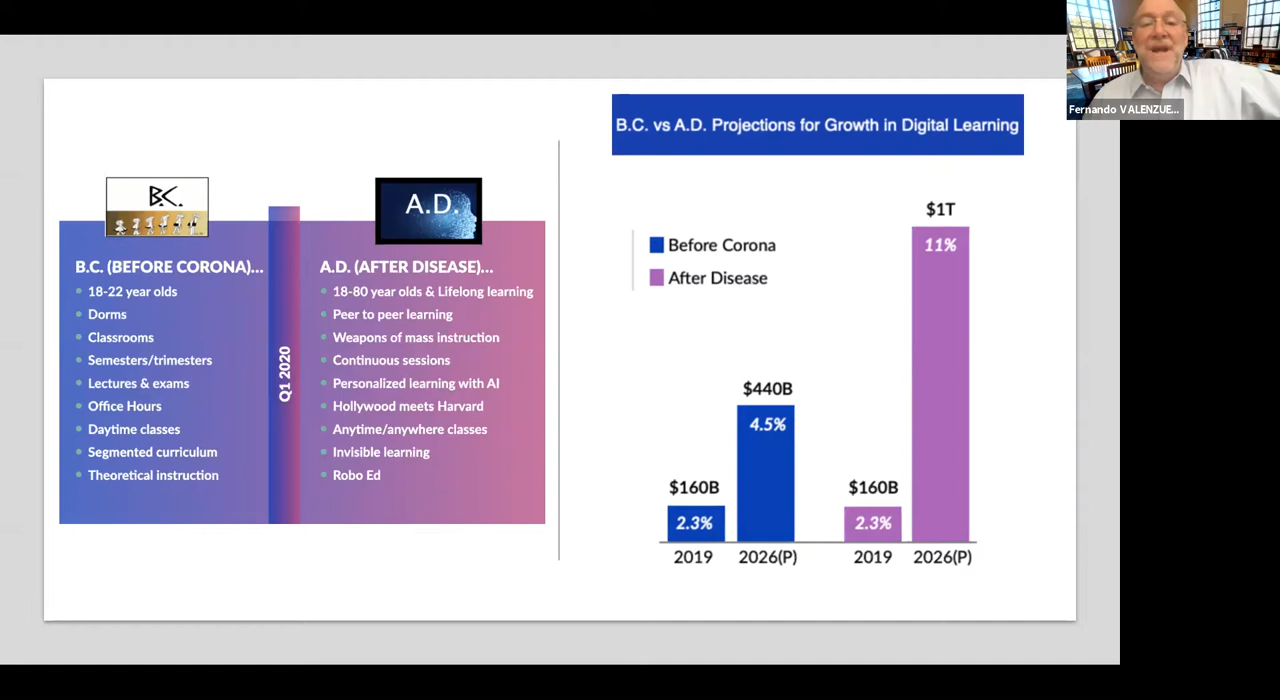 Fernando VALENZUE...
B.C. vs A.D. Projections for Growth in Digital Learning
B.C.
A.D.
B.C. (BEFORE CORONA)...
18-22 year olds
Dorms
Classrooms
Semesters/trimesters
Lectures & exams
Office Hours
Daytime classes
Segmented curriculum
Theoretical instruction
Q1 2020
A.D. (AFTER DISEASE)...
18-80 year olds & Lifelong learning
Peer to peer learning
Weapons of mass instruction
Continuous sessions
Personalized learning with AI
Hollywood meets Harvard
Anytime/anywhere classes
Invisible learning
Robo Ed
Before Corona
After Disease
$160B
2.3%
2019
$440B
4.5%
2026(P)
$160B
2.3%
2019
$1T
11%
2026(P)